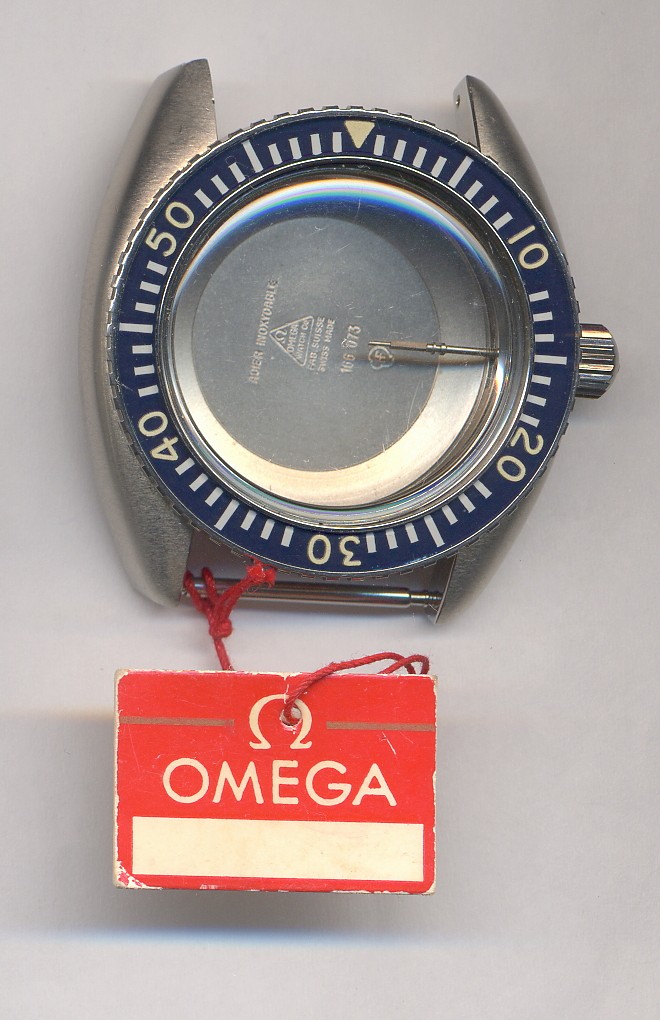 10
20
30
40
50
ACIER INOXYDABLE
Ω
OMEGA
WATCH Co
FAB. SUISSE
SWISS MADE
166 073
Ω
OMEGA